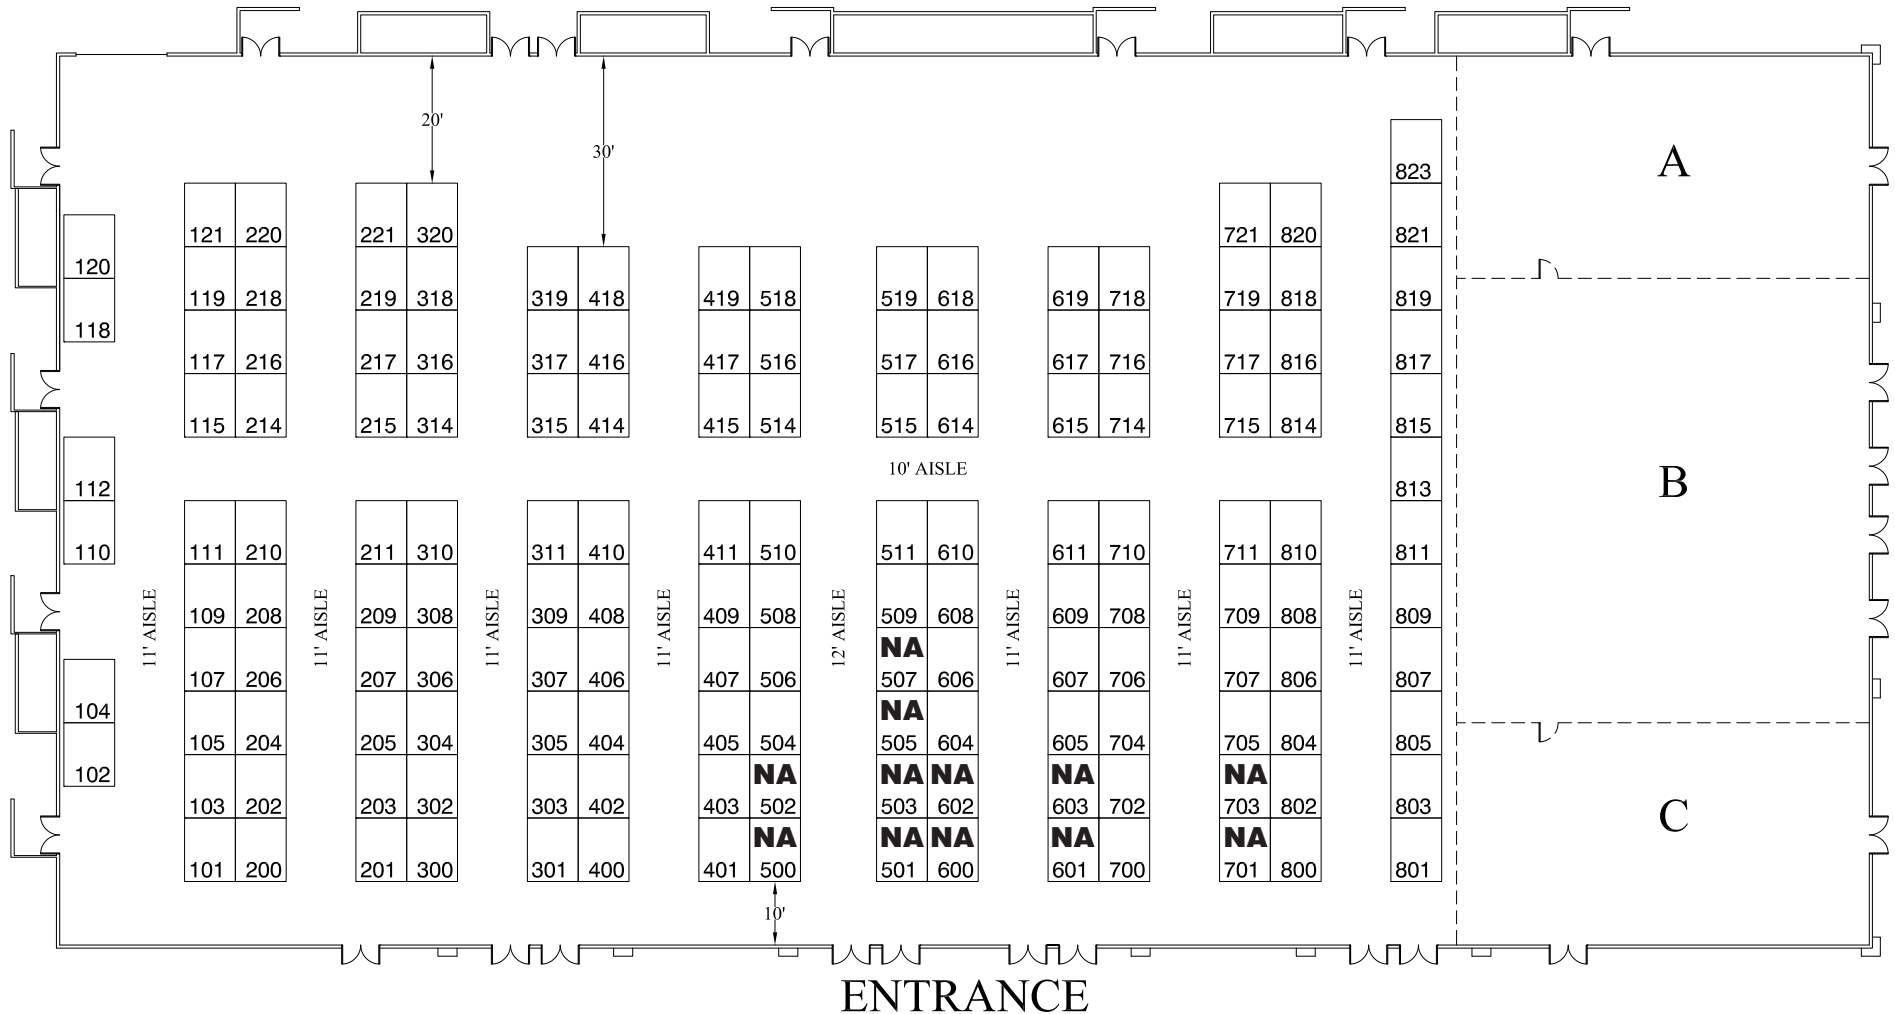 20'
30'
A
823
121 220 221 320 721 820 821
120
119 218 219 318 319 418 419 518 519 618 619 718 719 818 819
118
117 216 217 316 317 416 417 516 517 616 617 716 717 816 817
115 214 215 314 315 414 415 514 515 614 615 714 715 814 815
10' AISLE
112 813
B
110 111 210 211 310 311 410 411 510 511 610 611 710 711 810 811
109 208 209 308 309 408 409 508 509 608 609 708 709 808 809
11' AISLE 11' AISLE 11' AISLE 11' AISLE 12' AISLE 11' AISLE 11' AISLE 11' AISLE
NA
107 206 207 306 307 406 407 506 507 606 607 706 707 806 807
104 NA
105 204 205 304 305 404 405 504 505 604 605 704 705 804 805
102 NA NA NA NA NA
103 202 203 302 303 402 403 502 503 602 603 702 703 802 803
C
NA NA NA NA NA
101 200 201 300 301 400 401 500 501 600 601 700 701 800 801
10'
ENTRANCE